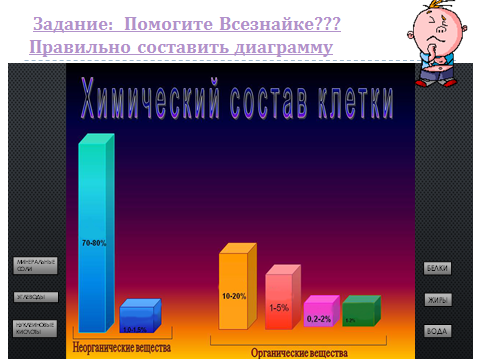 Задание:  Помогите Всезнайке???
Правильно составить диаграмму
Химический состав клетки
70-80%
1,0-1,5%
10-20%
1-5%
0,2-2%
МИНЕРАЛЬНЫЕ
СОЛИ
УГЛЕВОДЫ
НУКЛЕИНОВЫЕ
КИСЛОТЫ
БЕЛКИ
ЖИРЫ
ВОДА
Неорганические вещества
Органические вещества